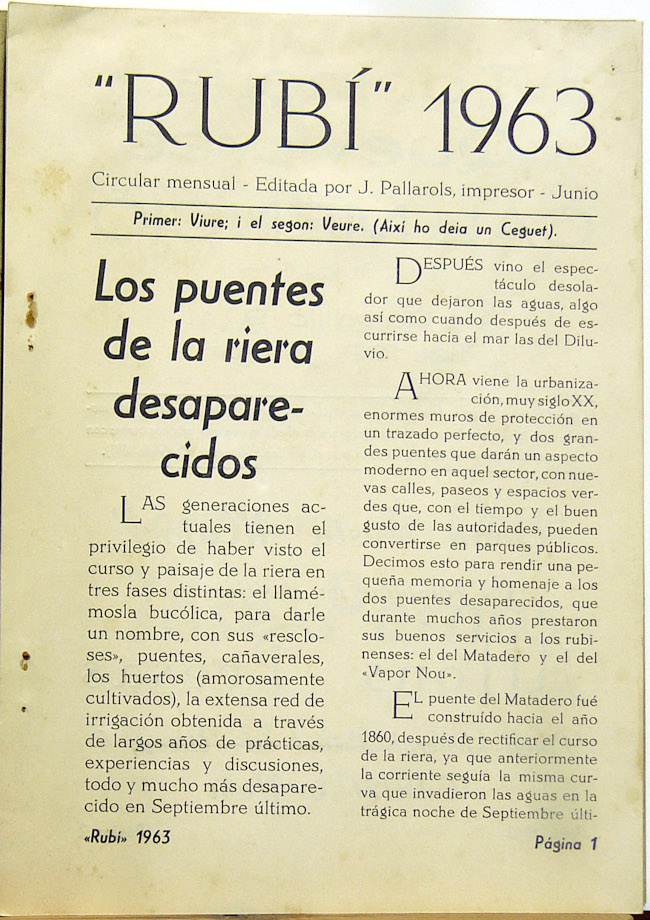 “RUBÍ” 1963
Circular mensual - Editada por J. Pallarols, impresor - Junio
Primer: Viure; i el segon: Veure. (Així ho deia un Ceguet).
Los puentes
de la riera
desapare-
cidos
LAS generaciones ac-
tuales tienen el
privilegio de haber visto el
curso y paisaje de la riera en
tres fases distintas: el llamé-
mosla bucólica, para darle
un nombre, con sus «resclo-
ses», puentes, cañaverales,
los huertos (amorosamente
cultivados), la extensa red de
irrigación obtenida a través
de largos años de prácticas,
experiencias y discusiones,
todo y mucho más desapare-
cido en Septiembre último.
DESPUÉS vino el espec-
táculo desola-
dor que dejaron las aguas, algo
así como cuando después de es-
currirse hacia el mar las del Dilu-
vio.
AHORA viene la urbaniza-
ción, muy siglo XX,
enormes muros de protección en
un trazado perfecto, y dos gran-
des puentes que darán un aspecto
moderno en aquel sector, con nue-
vas calles, paseos y espacios ver-
des que, con el tiempo y el buen
gusto de las autoridades, pueden
convertirse en parques públicos.
Decimos esto para rendir una pe-
queña memoria y homenaje a los
dos puentes desaparecidos, que
durante muchos años prestaron
sus buenos servicios a los rubi-
nenses: el del Matadero y el del
«Vapor Nou».
EL puente del Matadero fué
construído hacia el año
1860, después de rectificar el curso
de la riera, ya que anteriormente
la corriente seguía la misma cur-
va que invadieron las aguas en la
trágica noche de Septiembre últi-
«Rubí» 1963
Página 1